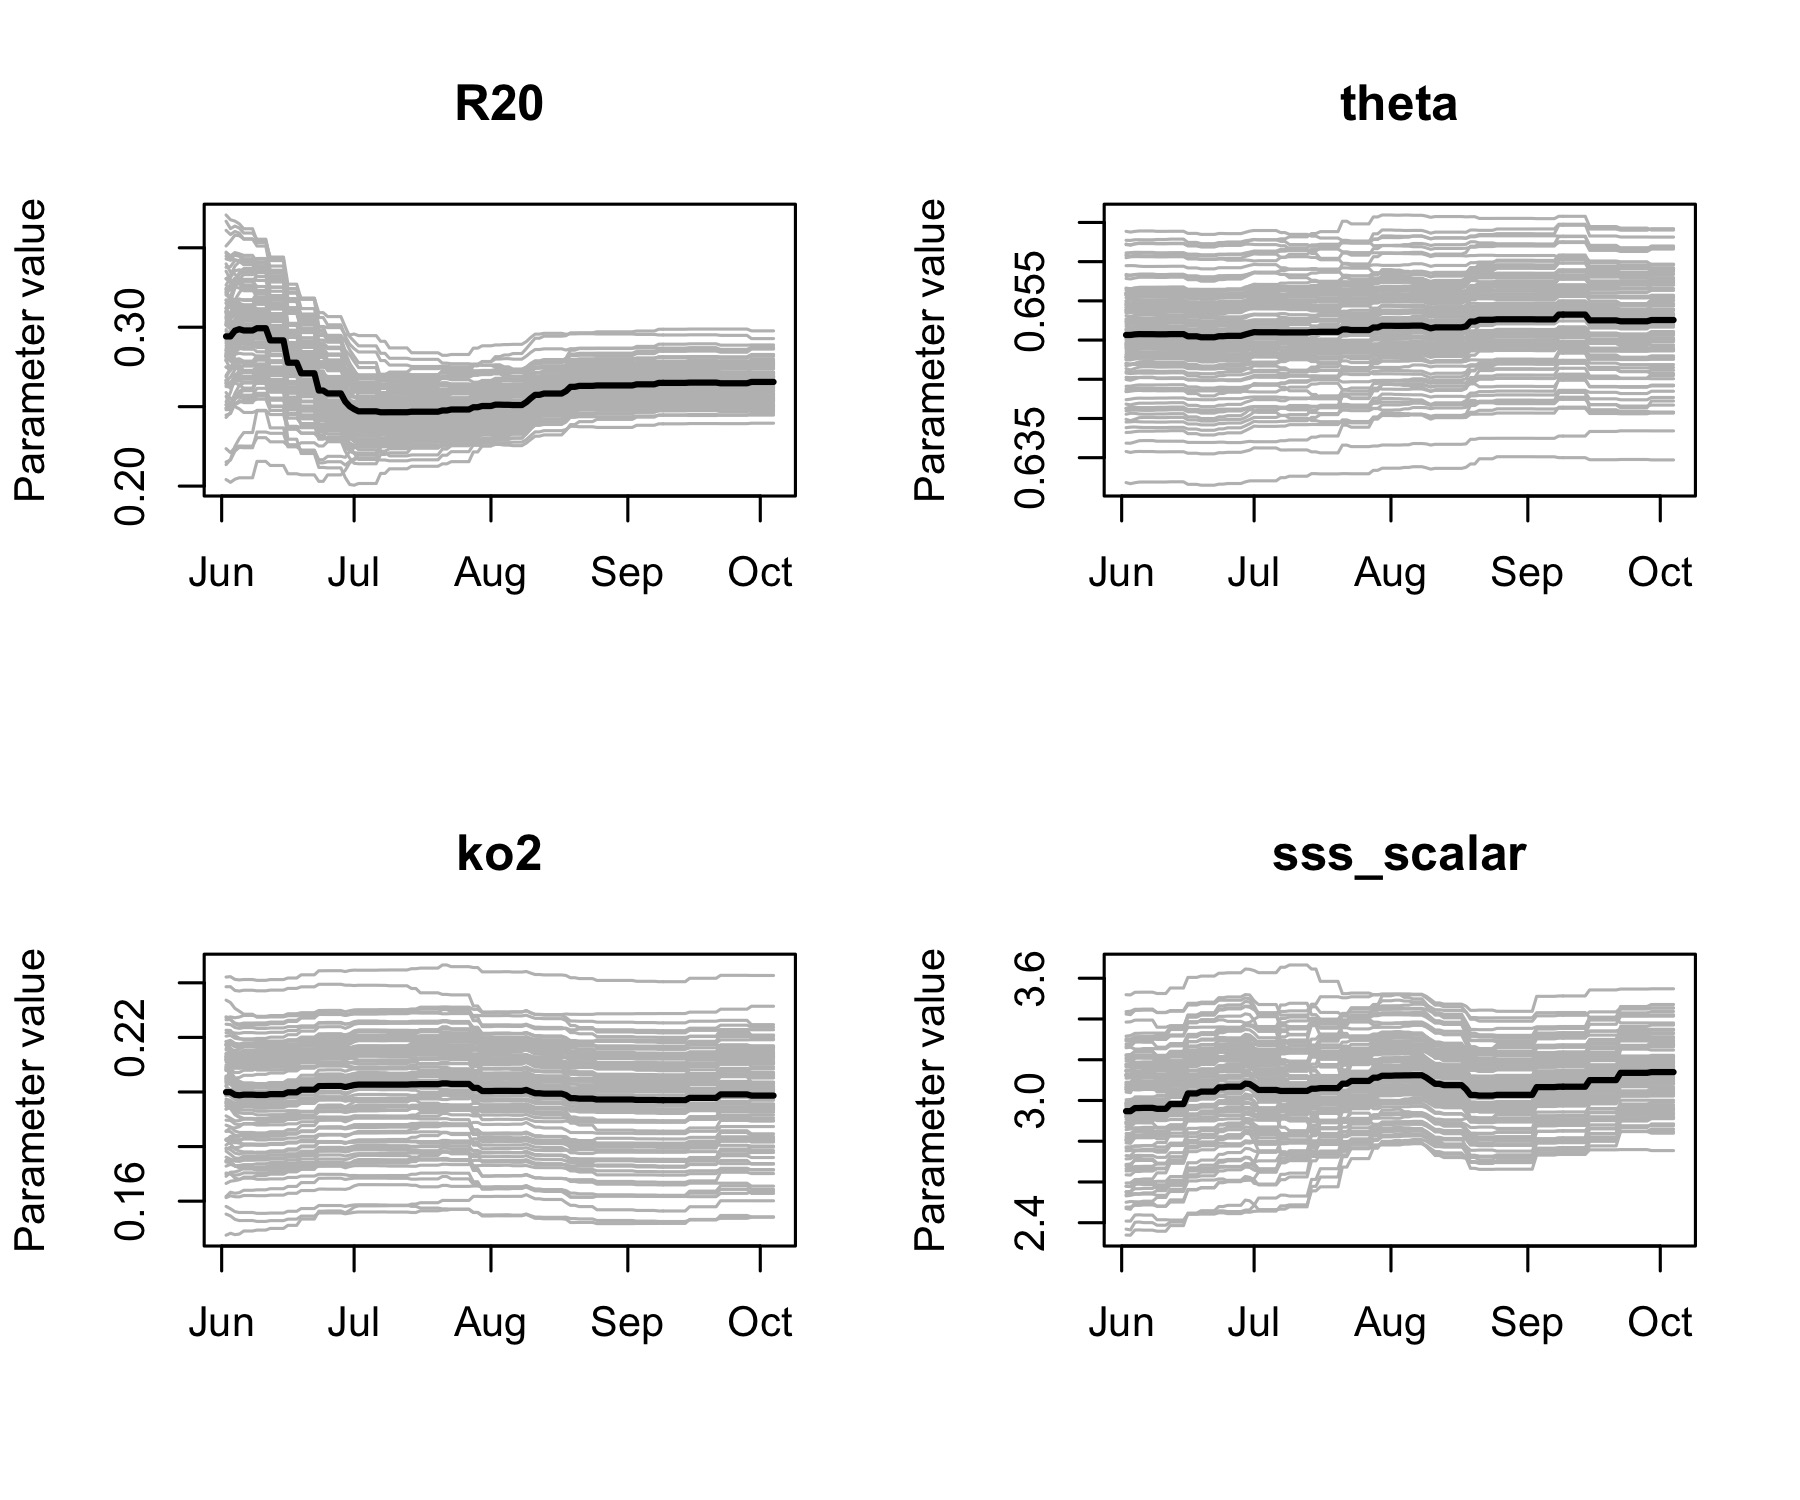 R20
Parameter value
0.30
0.20
Jun Jul Aug Sep Oct
theta
Parameter value
0.655
0.635
Jun Jul Aug Sep Oct
ko2
Parameter value
0.22
0.16
Jun Jul Aug Sep Oct
sss_scalar
Parameter value
3.6
3.0
2.4
Jun Jul Aug Sep Oct